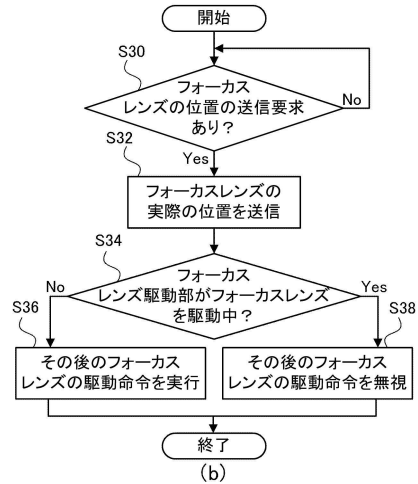 開始
S30
フォーカス
レンズの位置の送信要求
あり？
No
Yes
S32
フォーカスレンズの
実際の位置を送信
S34
フォーカス
レンズ駆動部がフォーカスレンズ
を駆動中？
No
Yes
S36
その後のフォーカス
レンズの駆動命令を実行
S38
その後のフォーカス
レンズの駆動命令を無視
終了
(b)